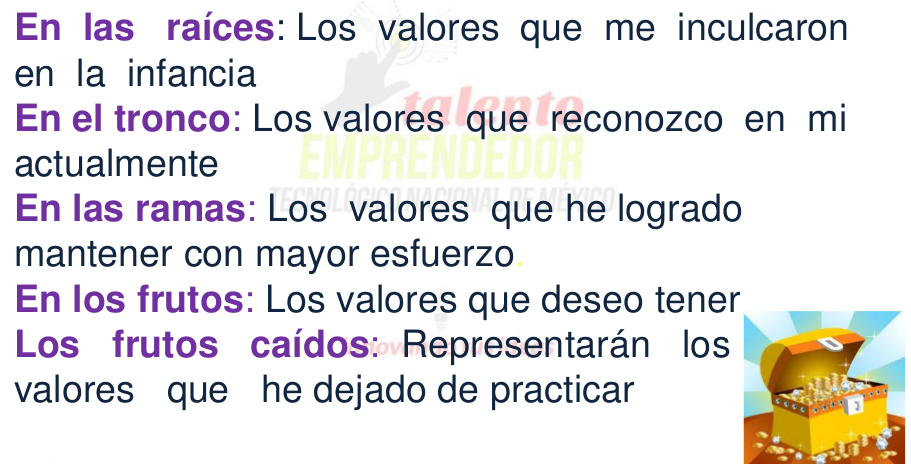 En las raíces: Los valores que me inculcaron
en la infancia
En el tronco: Los valores que reconozco en mi
actualmente
En las ramas: Los valores que he logrado
mantener con mayor esfuerzo.
En los frutos: Los valores que deseo tener
Los frutos caídos: Representarán los
valores que he dejado de practicar
talento
EMPRENDEDOR
TECNOLÓGICO NACIONAL DE MÉXICO